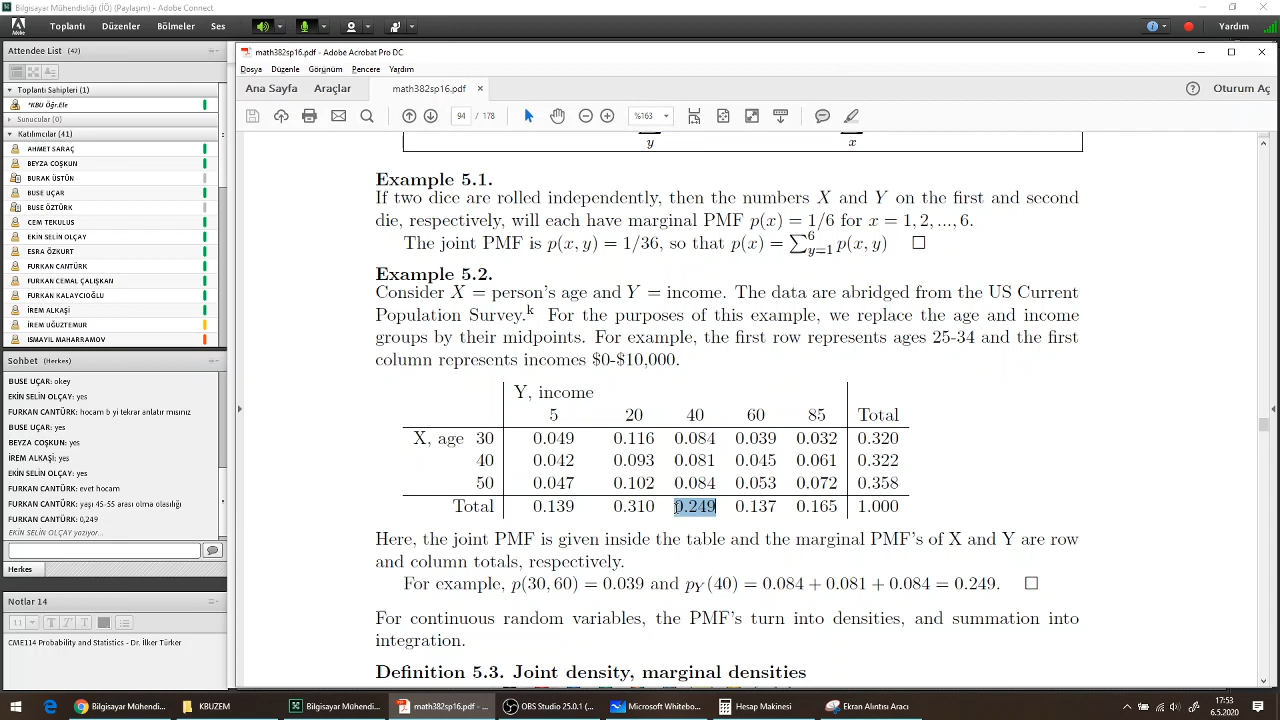 Bilgisayar Mühendisliği (İÖ) (Paylaşım) - Adobe Connect
Toplantı Düzenler Bölmeler Ses Yardım
Attendee List (42)
Toplantı Sahipleri (1)
*KBU Öğr.Ele
Sunucular (0)
Katılımcılar (41)
AHMET SARAÇ
BEYZA COŞKUN
BURAK ÜSTÜN
BUSE UÇAR
BUSE ÖZTÜRK
CEM TEKULUS
EKİN SELİN OLCAY
ESRA ÖZKURT
FURKAN CANTÜRK
FURKAN CEMAL ÇALIŞKAN
FURKAN KALAYCIOĞLU
İREM ALKAŞİ
İREM UĞUZTEMUR
ISMAYIL MAHARRAMOV
Sohbet (Herkes)
BUSE UÇAR: okey
EKİN SELİN OLCAY: yes
FURKAN CANTÜRK: hocam b yi tekrar anlatır mısınız
BUSE UÇAR: yes
BEYZA COŞKUN: yes
İREM ALKAŞİ: yes
EKİN SELİN OLCAY: yes
FURKAN CANTÜRK: evet hocam
FURKAN CANTÜRK: yaşı 45-55 arası olma olasılığı
FURKAN CANTÜRK: 0,249
EKİN SELİN OLCAY yazıyor...
Herkes
Notlar 14
11 T T T
CME114 Probability and Statistics - Dr. İlker Türker
math382sp16.pdf - Adobe Acrobat Pro DC
Dosya Düzenle Görünüm Pencere Yardım
Ana Sayfa Araçlar math382sp16.pdf × Oturum Aç
94 / 178 %163
y x
Example 5.1.
If two dice are rolled independently, then the numbers X and Y on the first and second
die, respectively, will each have marginal PMF p(x) = 1/6 for x = 1, 2, ..., 6.
The joint PMF is p(x, y) = 1/36, so that p(x) = ∑⁶y=1 p(x, y) □
Example 5.2.
Consider X = person's age and Y = income. The data are abridged from the US Current
Population Survey.ᵏ For the purposes of this example, we replace the age and income
groups by their midpoints. For example, the first row represents ages 25-34 and the first
column represents incomes $0-$10,000.
Y, income
5 20 40 60 85 Total
X, age 30 0.049 0.116 0.084 0.039 0.032 0.320
40 0.042 0.093 0.081 0.045 0.061 0.322
50 0.047 0.102 0.084 0.053 0.072 0.358
Total 0.139 0.310 0.249 0.137 0.165 1.000
Here, the joint PMF is given inside the table and the marginal PMF's of X and Y are row
and column totals, respectively.
For example, p(30, 60) = 0.039 and pY(40) = 0.084 + 0.081 + 0.084 = 0.249. □
For continuous random variables, the PMF's turn into densities, and summation into
integration.
Definition 5.3. Joint density, marginal densities
Bilgisayar Mühendi... KBUZEM Bilgisayar Mühendi... math382sp16.pdf - ... OBS Studio 25.0.1 (... Microsoft Whitebo... Hesap Makinesi Ekran Alıntısı Aracı
17:53
6.5.2020